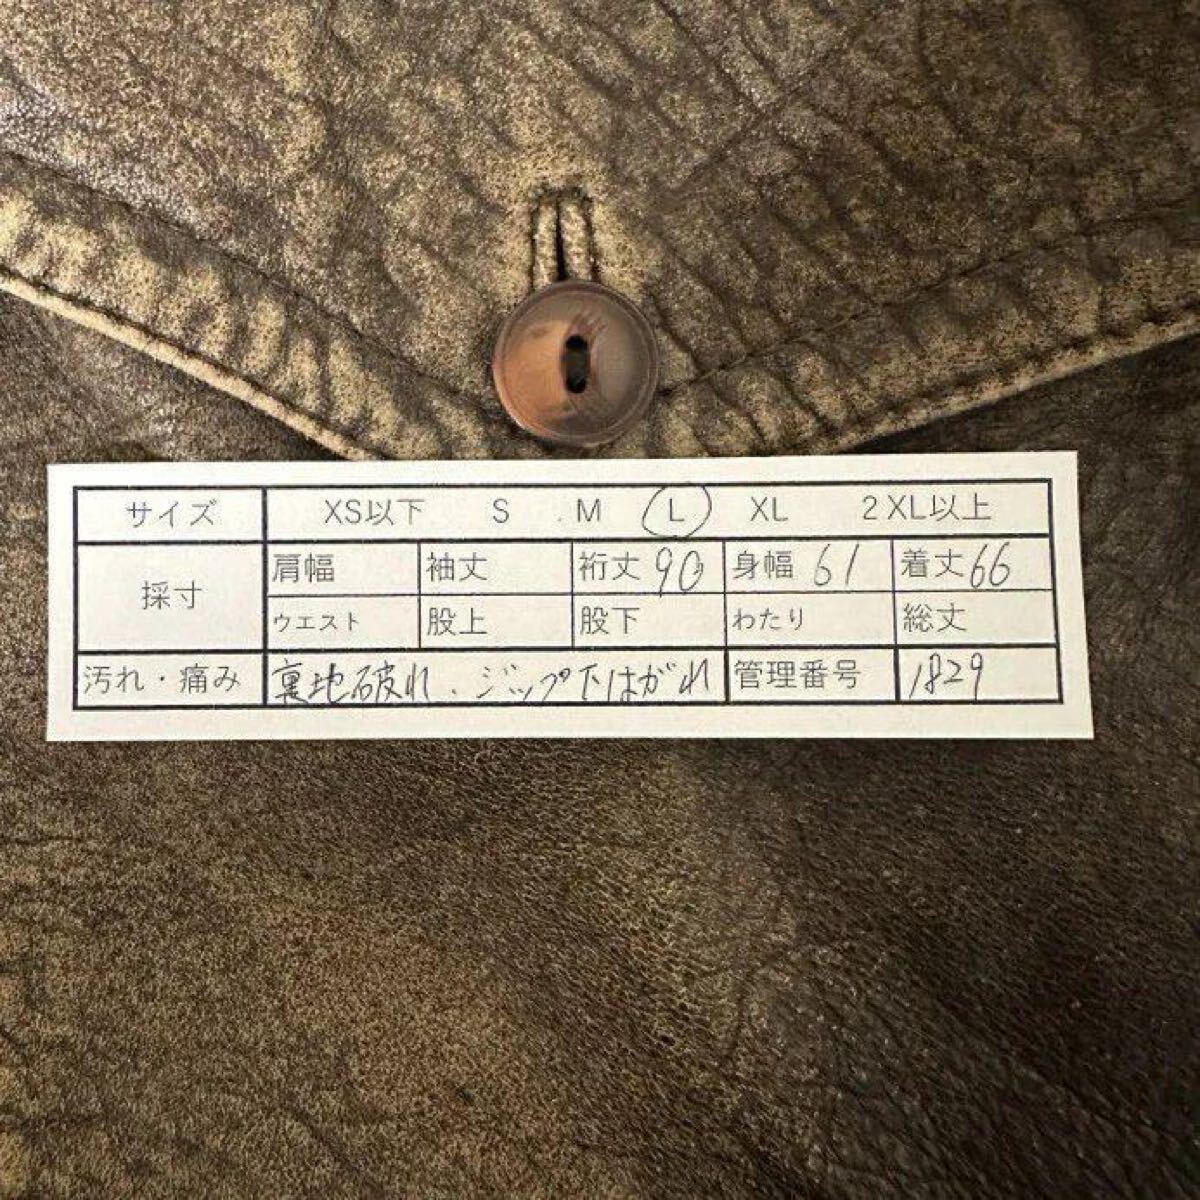 サイズ XS以下 S M L XL 2XL以上
採寸 肩幅 袖丈 裄丈 90 身幅 61 着丈 66
ウエスト 股上 股下 わたり 総丈
汚れ・痛み 裏地破れ、ジップ下はがれ 管理番号 1829